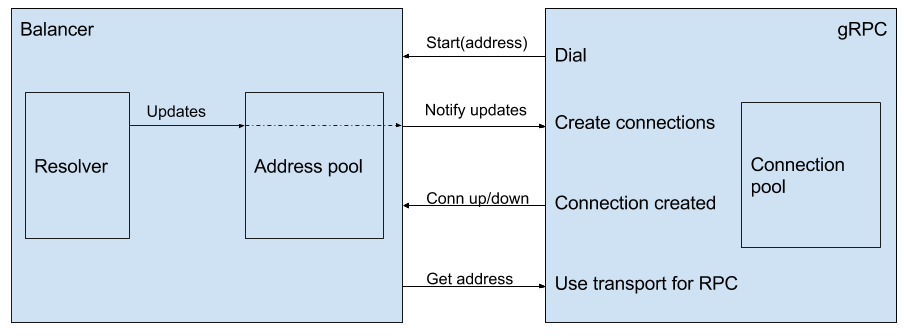 Balancer
gRPC
Start(address)
Dial
Updates
Notify updates
Create connections
Resolver
Address pool
Connection
pool
Conn up/down
Connection created
Get address
Use transport for RPC